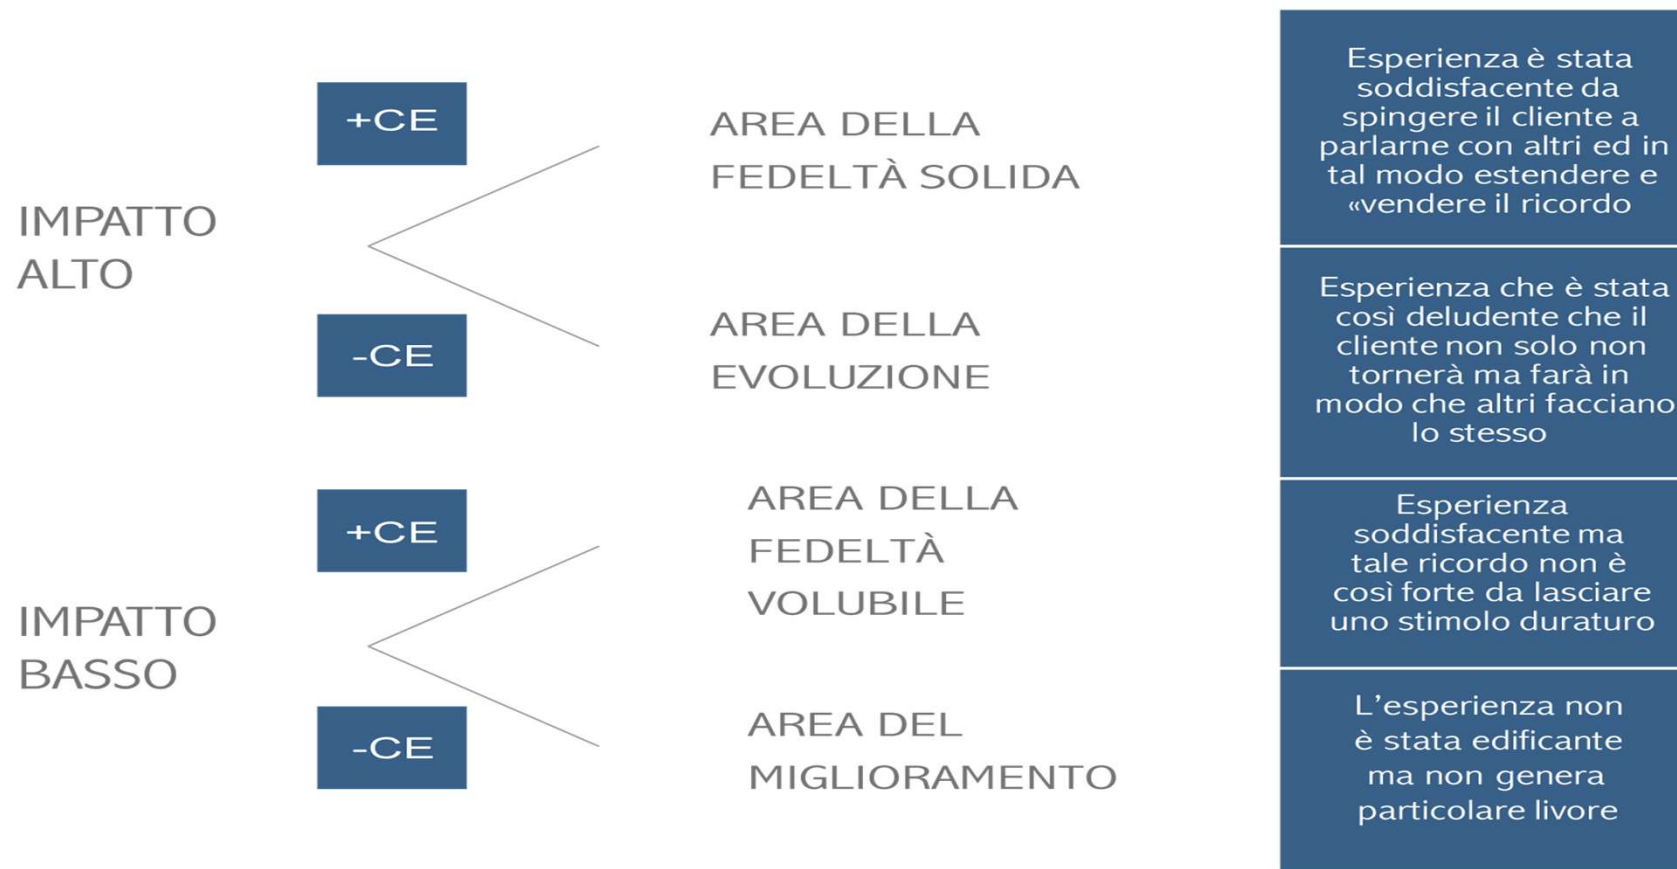 IMPATTO
ALTO
+CE
AREA DELLA
FEDELTÀ SOLIDA
Esperienza è stata
soddisfacente da
spingere il cliente a
parlarne con altri ed in
tal modo estendere e
«vendere il ricordo
-CE
AREA DELLA
EVOLUZIONE
Esperienza che è stata
così deludente che il
cliente non solo non
tornerà ma farà in
modo che altri facciano
lo stesso
IMPATTO
BASSO
+CE
AREA DELLA
FEDELTÀ
VOLUBILE
Esperienza
soddisfacente ma
tale ricordo non è
così forte da lasciare
uno stimolo duraturo
-CE
AREA DEL
MIGLIORAMENTO
L’esperienza non
è stata edificante
ma non genera
particolare livore